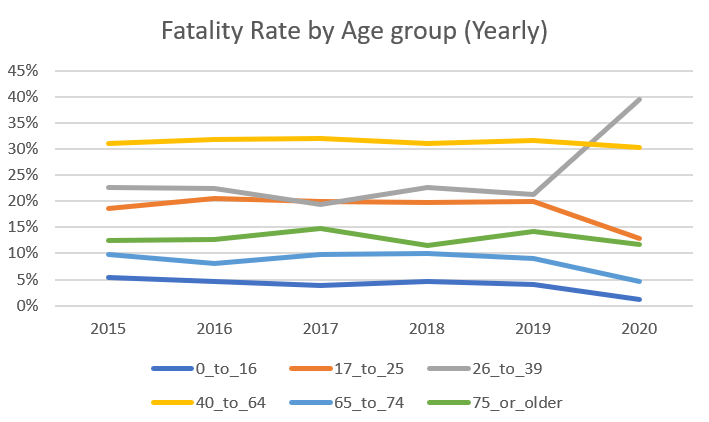 Fatality Rate by Age group (Yearly)
45%
40%
35%
30%
25%
20%
15%
10%
5%
0%
2015 2016 2017 2018 2019 2020
0_to_16 17_to_25 26_to_39
40_to_64 65_to_74 75_or_older